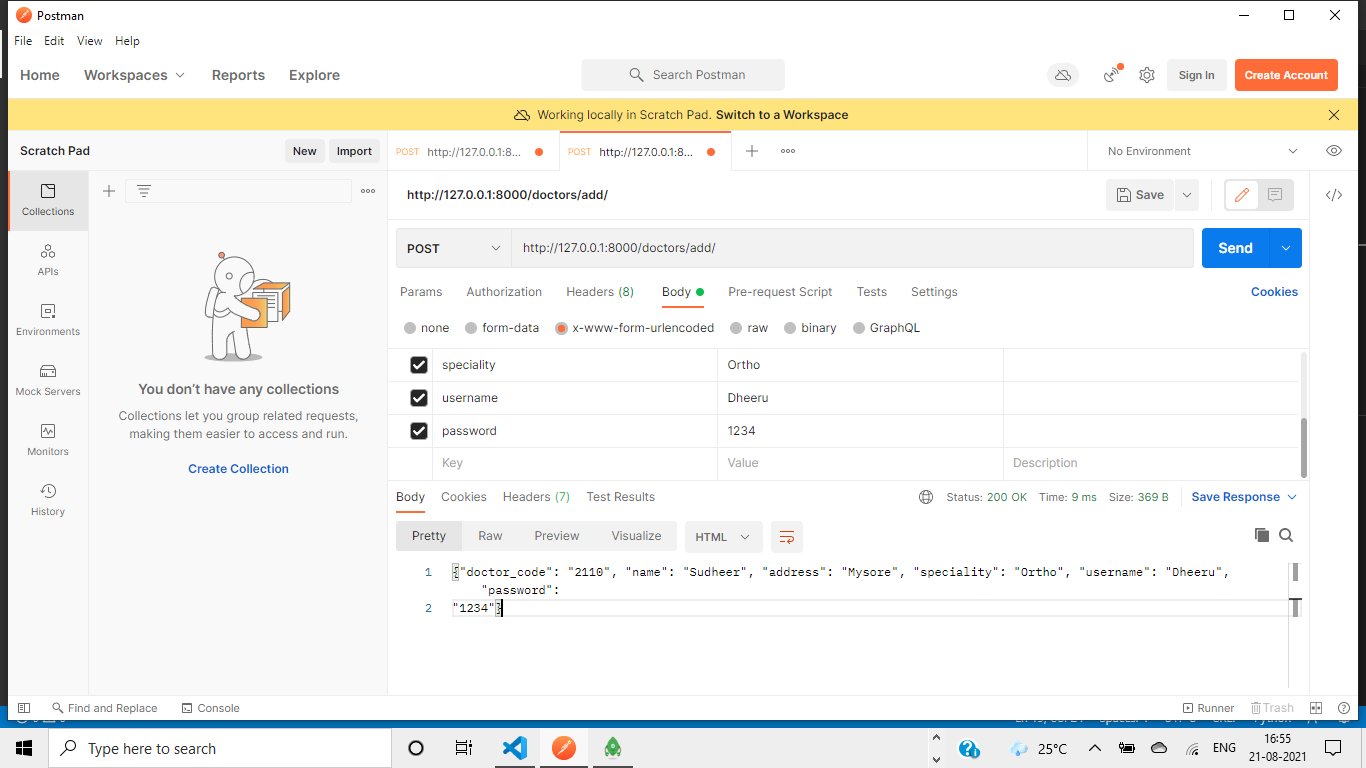 Postman
File Edit View Help
Home Workspaces Reports Explore Search Postman Sign In Create Account
Working locally in Scratch Pad. Switch to a Workspace
Scratch Pad New Import POST http://127.0.0.1:8... POST http://127.0.0.1:8... No Environment
Collections
APIs
Environments
Mock Servers
Monitors
History
You don't have any collections
Collections let you group related requests,
making them easier to access and run.
Create Collection
http://127.0.0.1:8000/doctors/add/ Save
POST http://127.0.0.1:8000/doctors/add/ Send
Params Authorization Headers (8) Body Pre-request Script Tests Settings Cookies
none form-data x-www-form-urlencoded raw binary GraphQL
speciality Ortho
username Dheeru
password 1234
Key Value Description
Body Cookies Headers (7) Test Results Status: 200 OK Time: 9 ms Size: 369 B Save Response
Pretty Raw Preview Visualize HTML
1 {"doctor_code": "2110", "name": "Sudheer", "address": "Mysore", "speciality": "Ortho", "username": "Dheeru",
"password":
2 "1234"}
Find and Replace Console Runner Trash
Type here to search 25°C ENG 16:55
21-08-2021